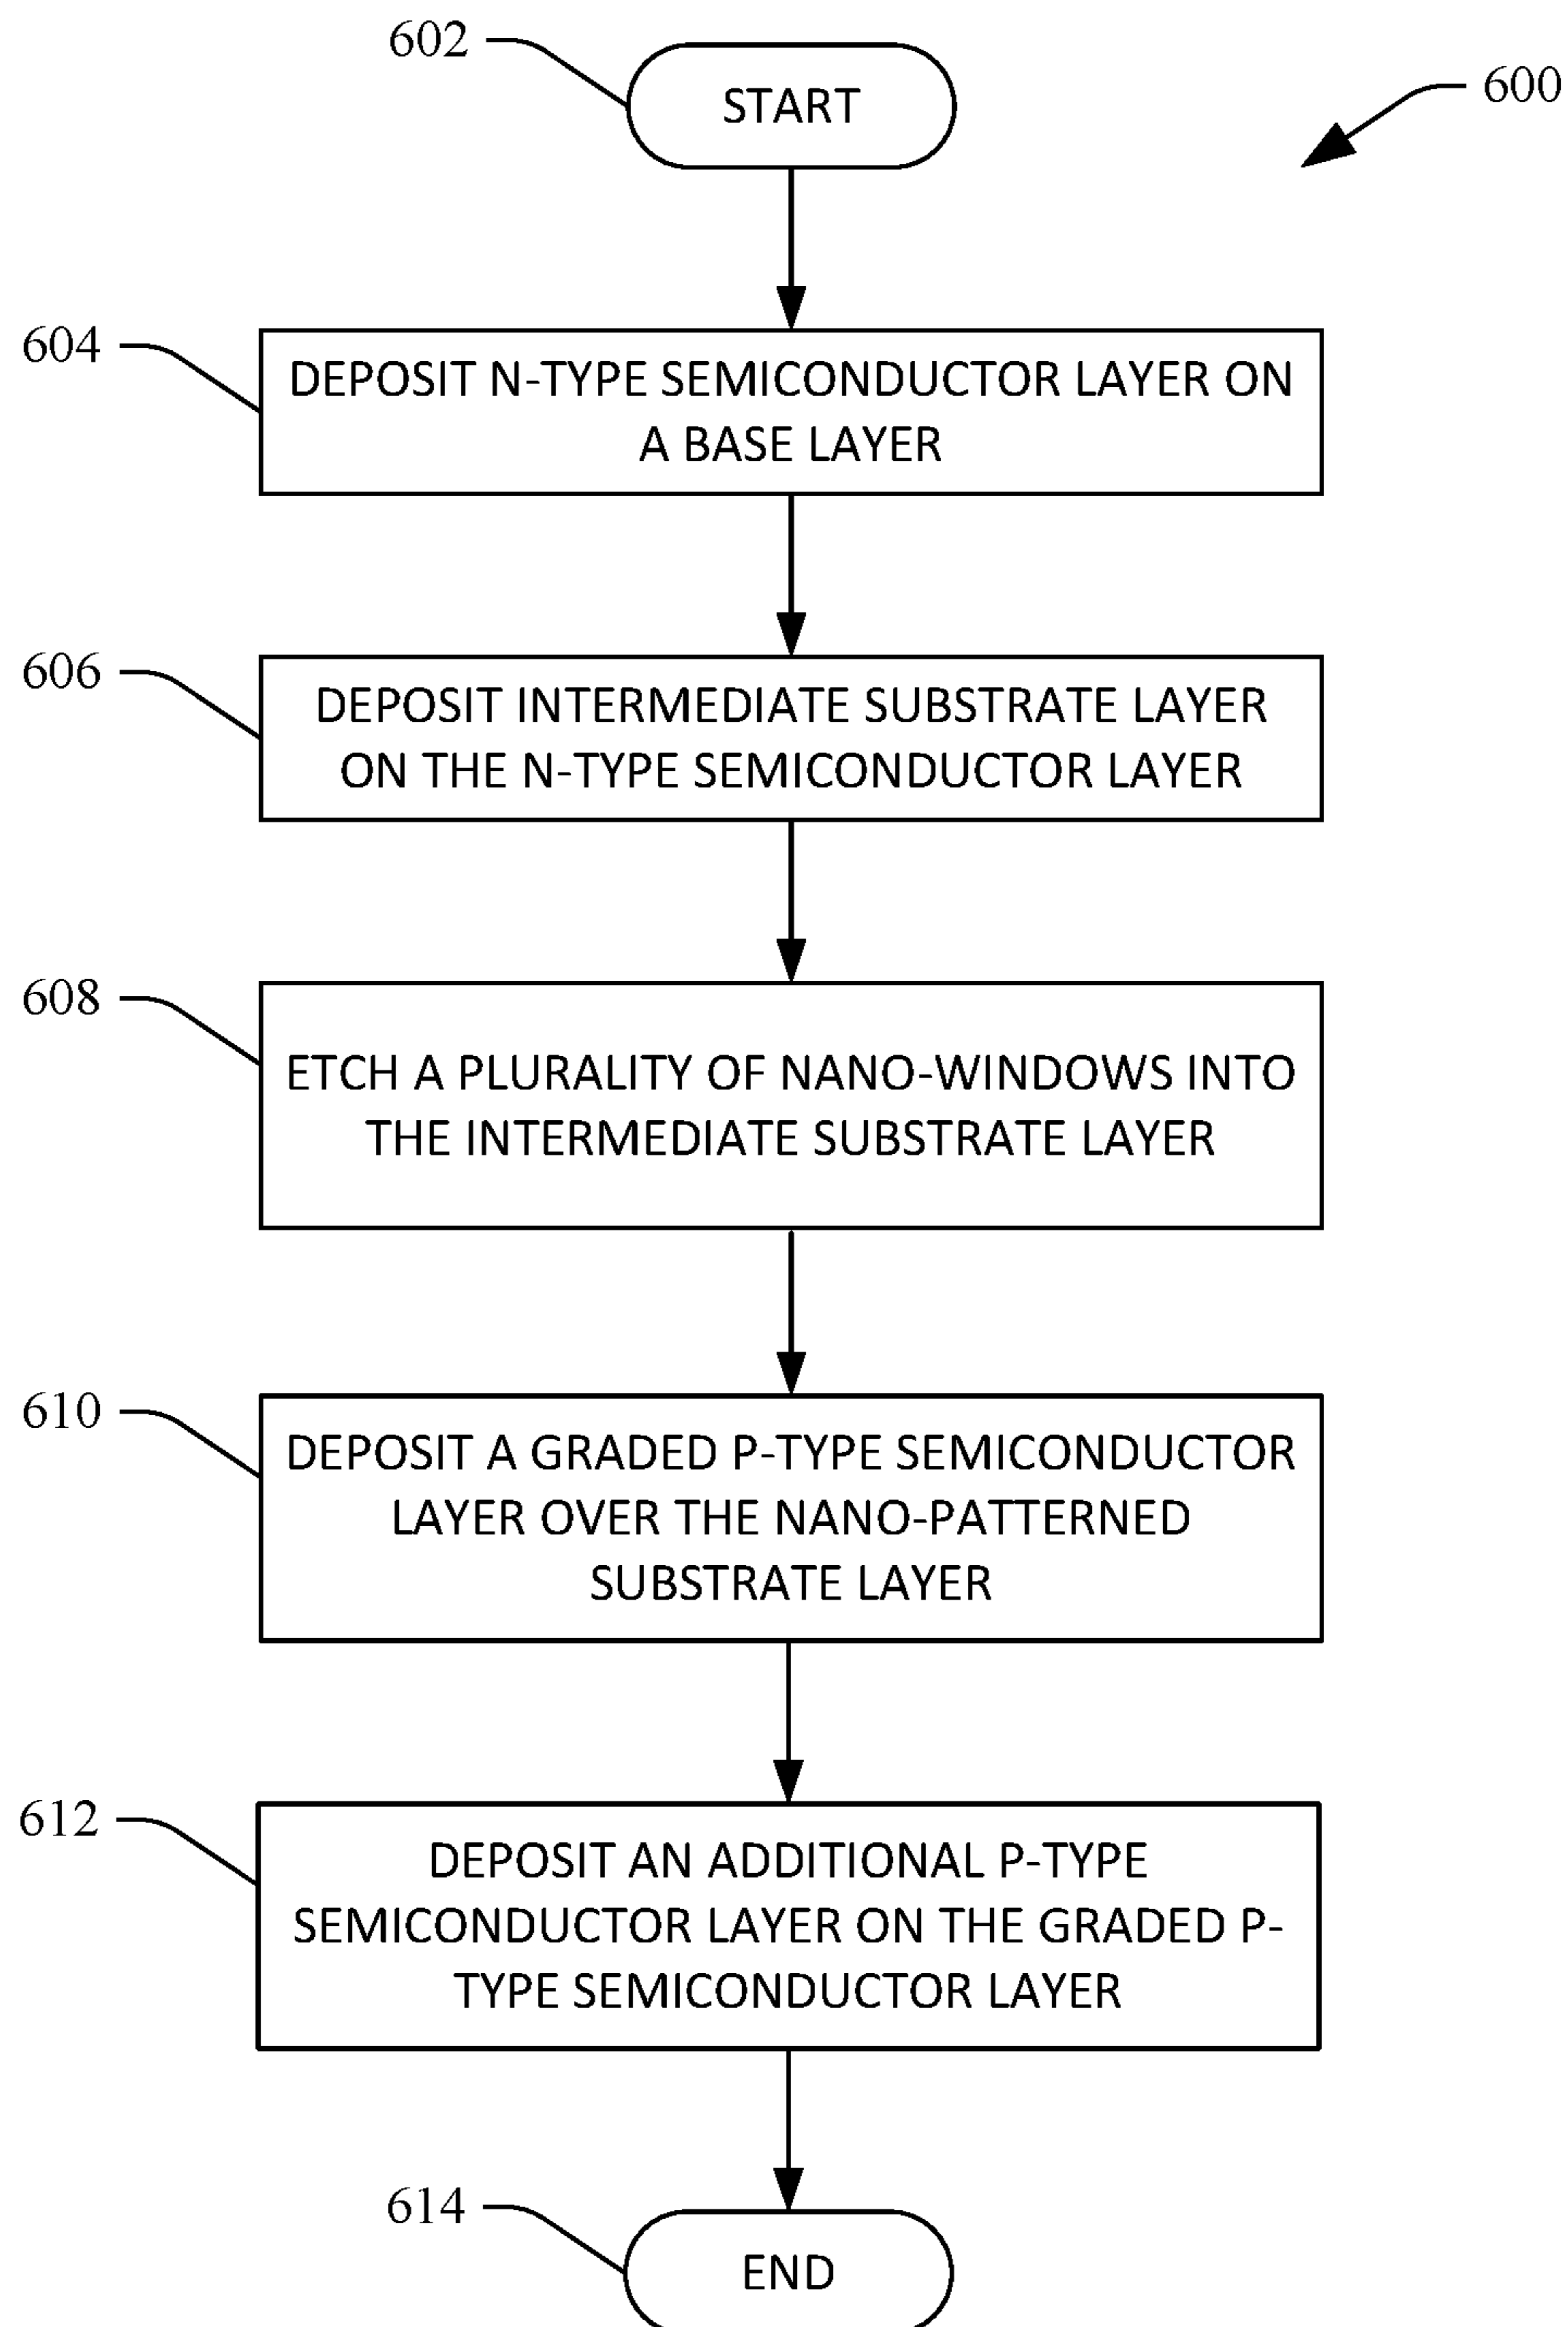 602
START
600
604
DEPOSIT N-TYPE SEMICONDUCTOR LAYER ON
A BASE LAYER
606
DEPOSIT INTERMEDIATE SUBSTRATE LAYER
ON THE N-TYPE SEMICONDUCTOR LAYER
608
ETCH A PLURALITY OF NANO-WINDOWS INTO
THE INTERMEDIATE SUBSTRATE LAYER
610
DEPOSIT A GRADED P-TYPE SEMICONDUCTOR
LAYER OVER THE NANO-PATTERNED
SUBSTRATE LAYER
612
DEPOSIT AN ADDITIONAL P-TYPE
SEMICONDUCTOR LAYER ON THE GRADED P-
TYPE SEMICONDUCTOR LAYER
614
END